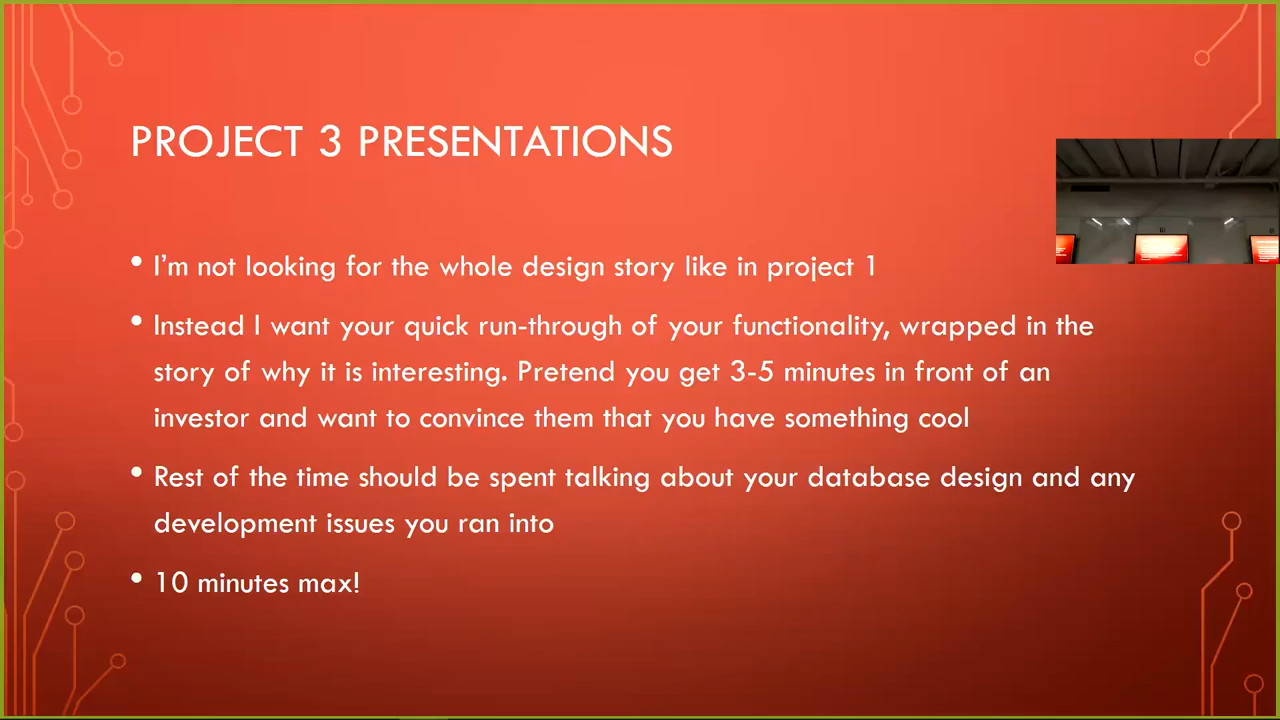 PROJECT 3 PRESENTATIONS
• I'm not looking for the whole design story like in project 1
• Instead I want your quick run-through of your functionality, wrapped in the
story of why it is interesting. Pretend you get 3-5 minutes in front of an
investor and want to convince them that you have something cool
• Rest of the time should be spent talking about your database design and any
development issues you ran into
• 10 minutes max!